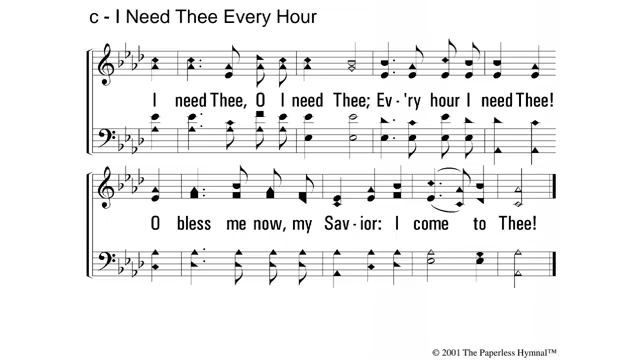 c - I Need Thee Every Hour
I need Thee, O I need Thee; Ev-'ry hour I need Thee!
O bless me now, my Sav-ior: I come to Thee!
© 2001 The Paperless Hymnal™